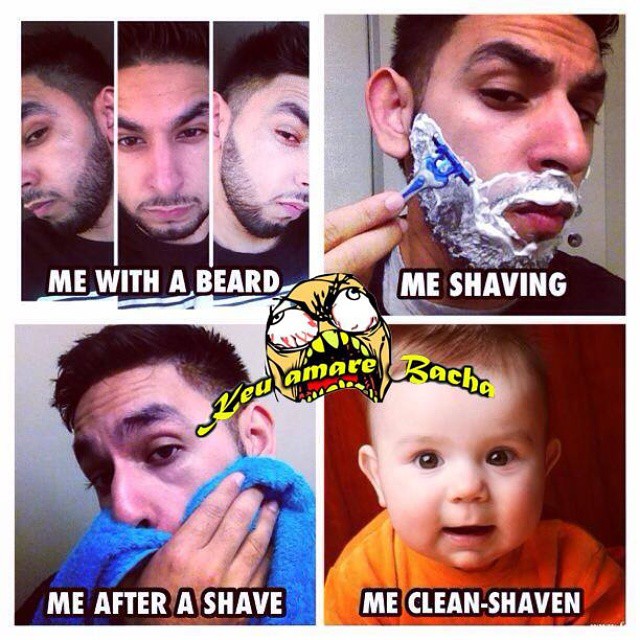 ME WITH A BEARD
ME SHAVING
Keu amare Bacha
ME AFTER A SHAVE
ME CLEAN-SHAVEN